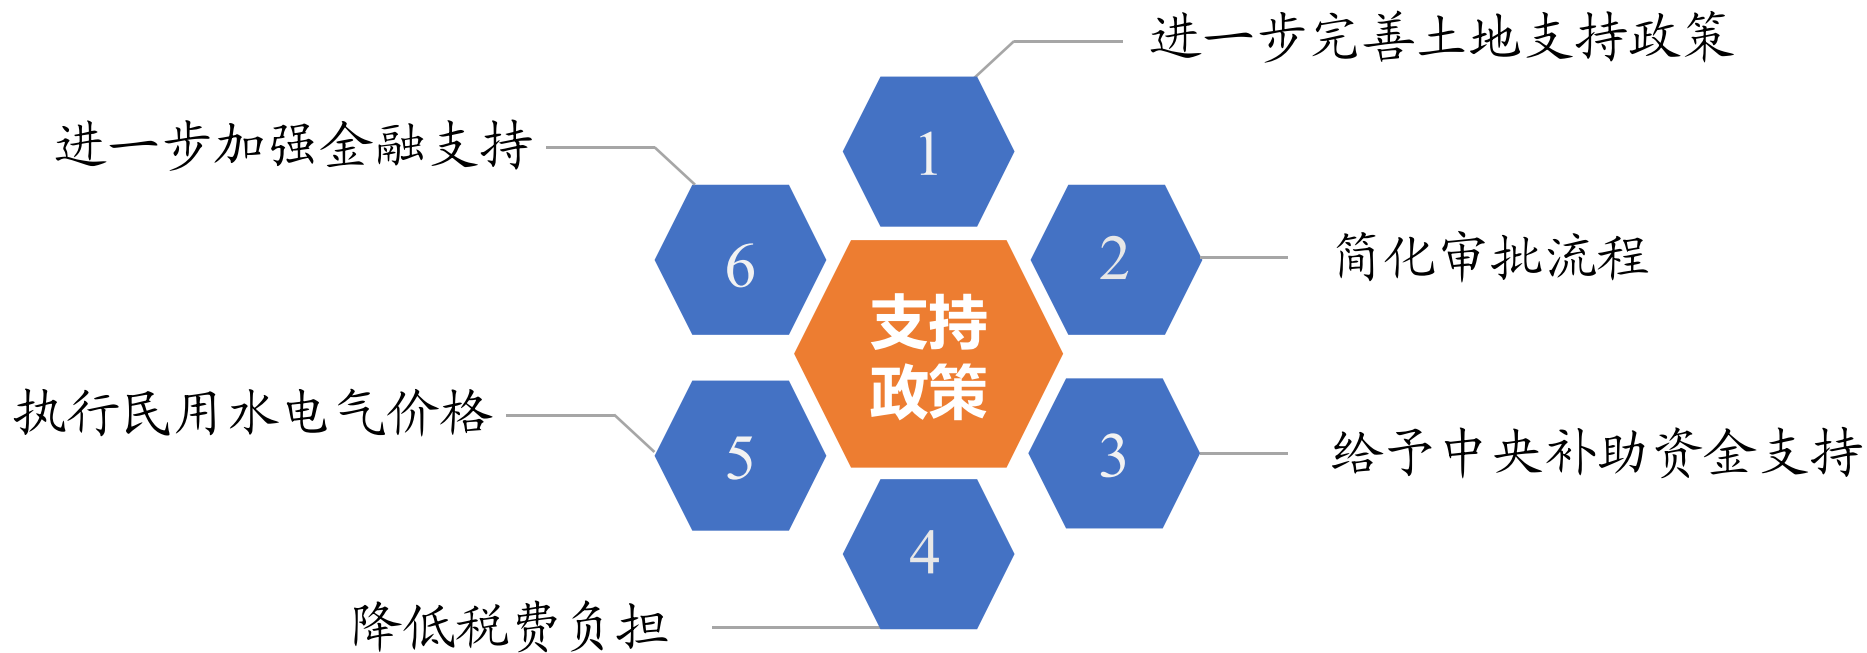 进一步完善土地支持政策
1
进一步加强金融支持
6
2
简化审批流程
支持
政策
执行民用水电气价格
5
3
给予中央补助资金支持
4
降低税费负担